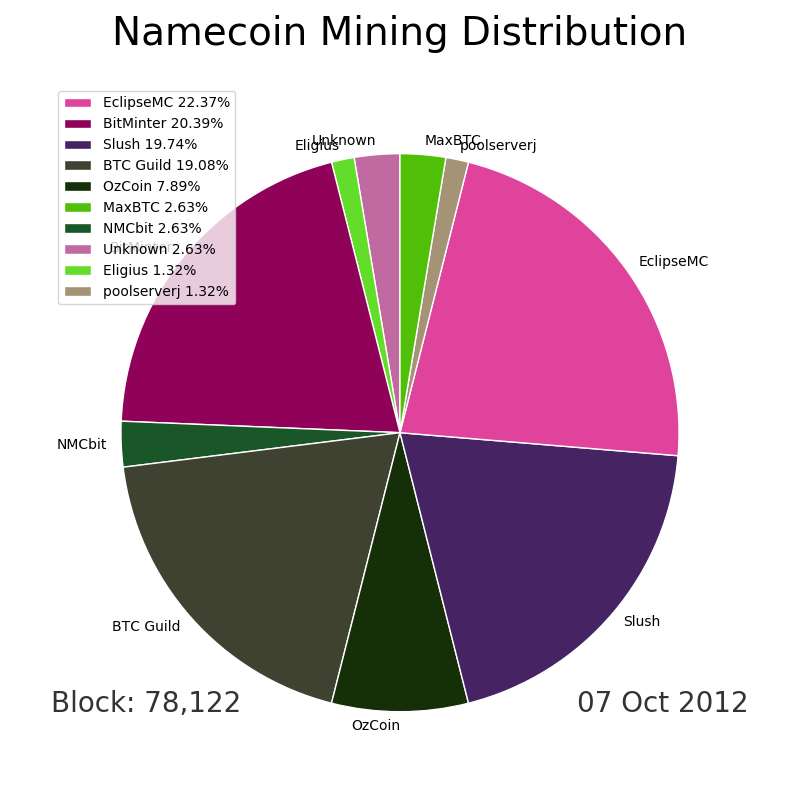 Namecoin Mining Distribution
EclipseMC 22.37%
BitMinter 20.39%
Slush 19.74%
BTC Guild 19.08%
OzCoin 7.89%
MaxBTC 2.63%
NMCbit 2.63%
Unknown 2.63%
Eligius 1.32%
poolserverj 1.32%
Eligius
Unknown
MaxBTC
poolserverj
EclipseMC
BitMinter
NMCbit
BTC Guild
Slush
OzCoin
Block: 78,122
07 Oct 2012